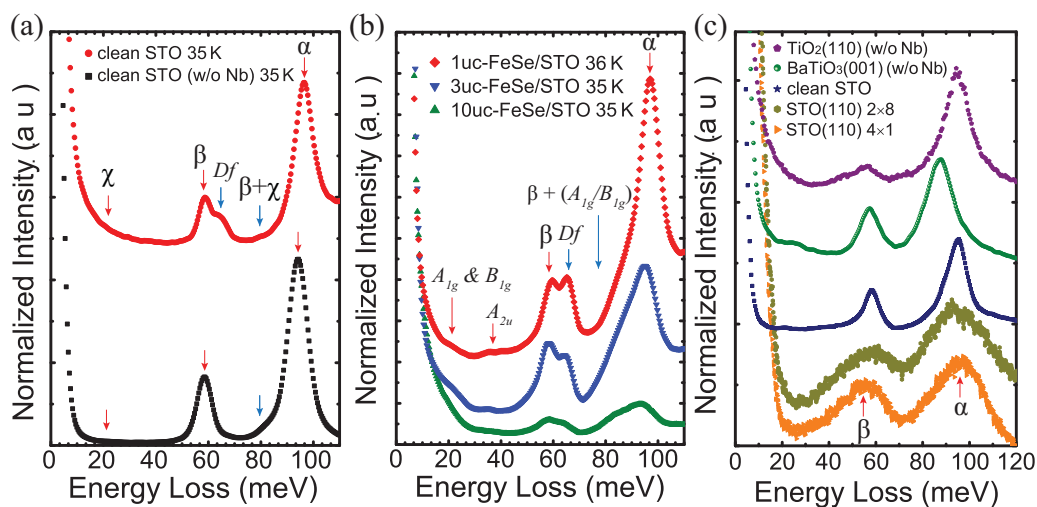 (a)
clean STO 35 K
clean STO (w/o Nb) 35 K
α
χ
β
Df
β+χ
Normalized Intensity (a u )
0 20 40 60 80 100
Energy Loss (meV)
(b)
1uc-FeSe/STO 36 K
3uc-FeSe/STO 35 K
10uc-FeSe/STO 35 K
α
β + (A1g/B1g)
β Df
A1g & B1g
A2u
Normalized Intensity (a.u )
0 20 40 60 80 100
Energy Loss (meV)
(c)
TiO2(110) (w/o Nb)
BaTiO3(001) (w/o Nb)
clean STO
STO(110) 2×8
STO(110) 4×1
β
α
Normalized Intensity (a u )
0 20 40 60 80 100 120
Energy Loss (meV)